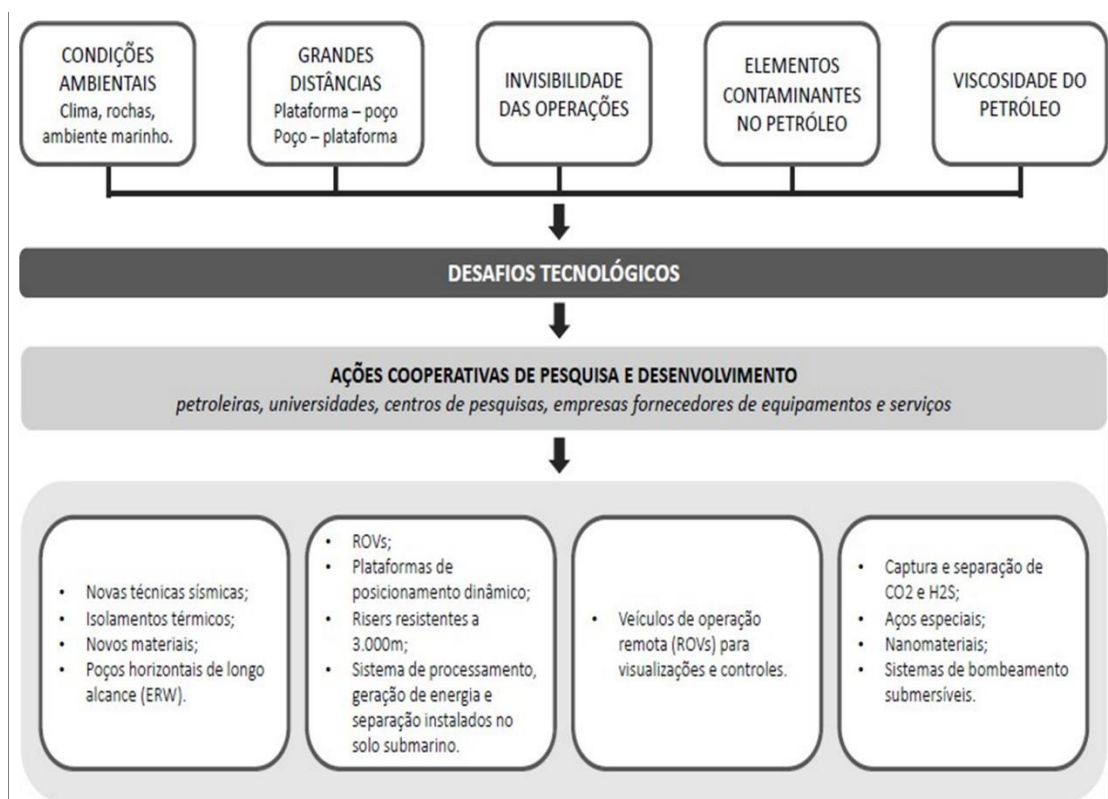 CONDIÇÕES
AMBIENTAIS
Clima, rochas,
ambiente marinho.
GRANDES
DISTÂNCIAS
Plataforma – poço
Poço – plataforma
INVISIBILIDADE
DAS OPERAÇÕES
ELEMENTOS
CONTAMINANTES
NO PETRÓLEO
VISCOSIDADE DO
PETRÓLEO
DESAFIOS TECNOLÓGICOS
AÇÕES COOPERATIVAS DE PESQUISA E DESENVOLVIMENTO
petroleiras, universidades, centros de pesquisas, empresas fornecedores de equipamentos e serviços
• Novas técnicas sísmicas;
• Isolamentos térmicos;
• Novos materiais;
• Poços horizontais de longo
alcance (ERW).
• ROVs;
• Plataformas de
posicionamento dinâmico;
• Risers resistentes a
3.000m;
• Sistema de processamento,
geração de energia e
separação instalados no
solo submarino.
• Veículos de operação
remota (ROVs) para
visualizações e controles.
• Captura e separação de
CO2 e H2S;
• Aços especiais;
• Nanomateriais;
• Sistemas de bombeamento
submersíveis.